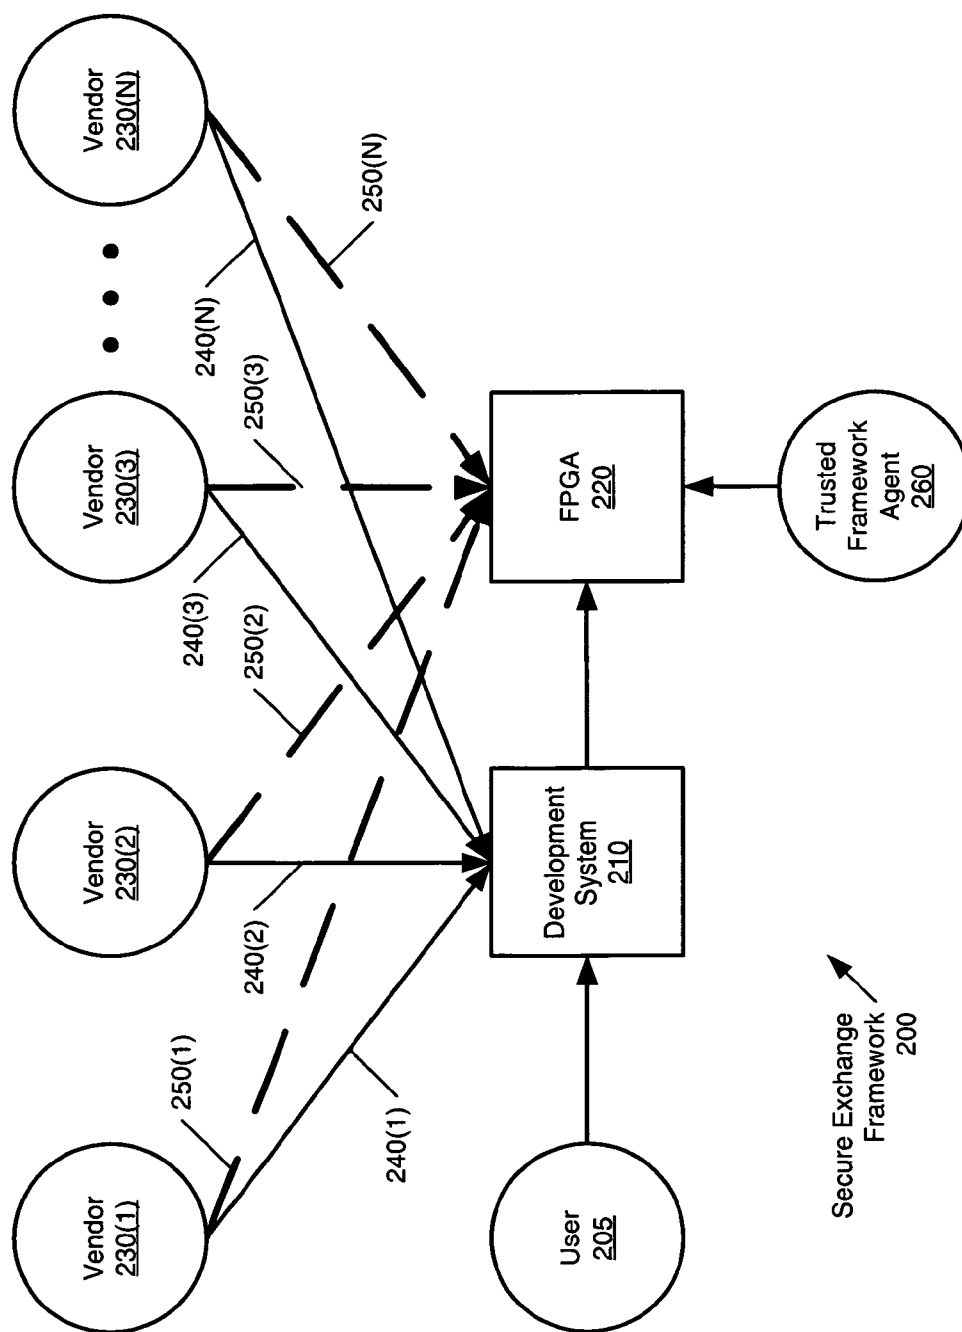 Vendor
230(1)
Vendor
230(2)
Vendor
230(3)
Vendor
230(N)
250(1)
240(1)
240(2)
250(2)
240(3)
250(3)
240(N)
250(N)
User
205
Development
System
210
FPGA
220
Trusted
Framework
Agent
260
Secure Exchange
Framework
200